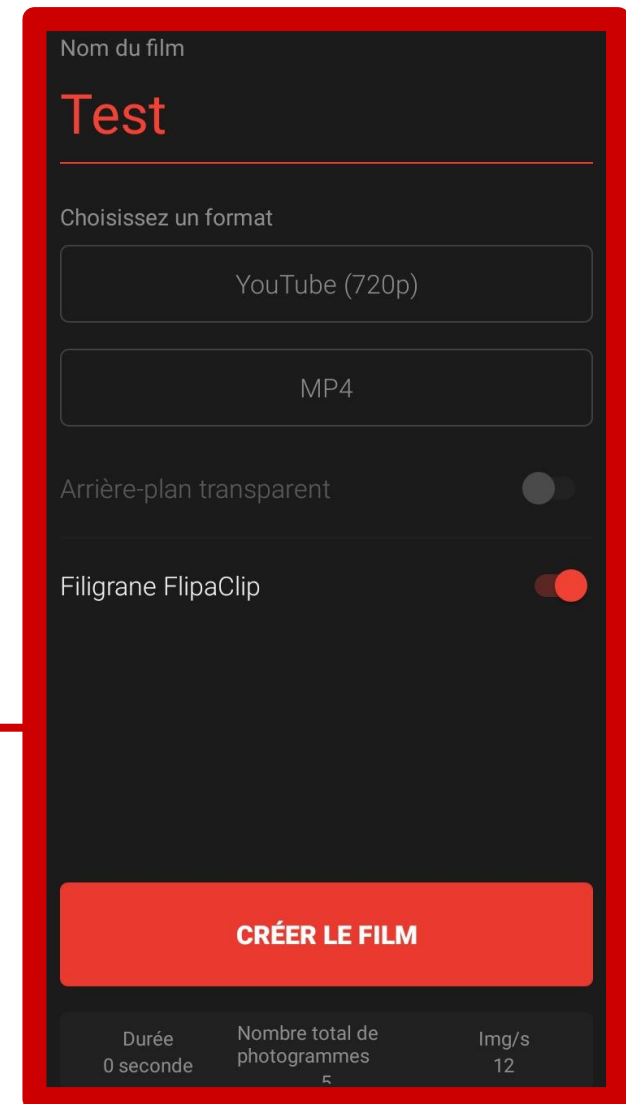 Nom du film
Test
Choisissez un format
YouTube (720p)
MP4
Arrière-plan transparent
Filigrane FlipaClip
CRÉER LE FILM
Durée
0 seconde
Nombre total de
photogrammes
5
Img/s
12